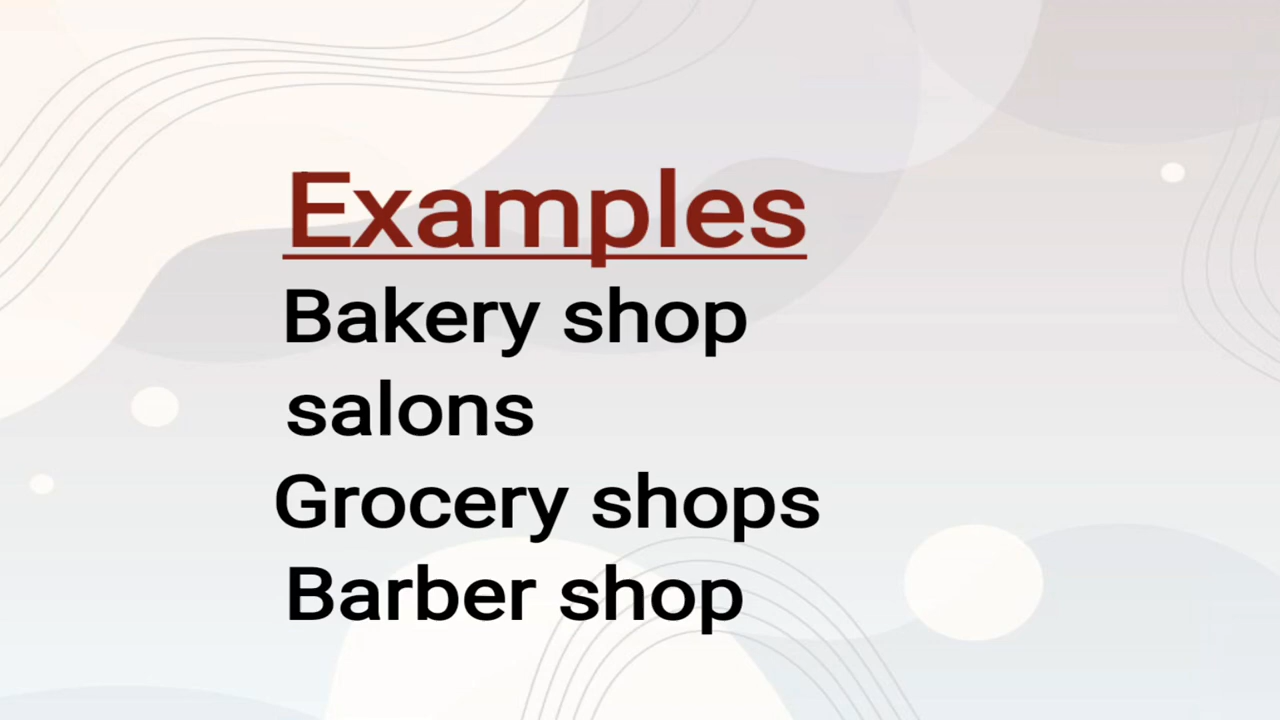 Examples
Bakery shop
salons
Grocery shops
Barber shop